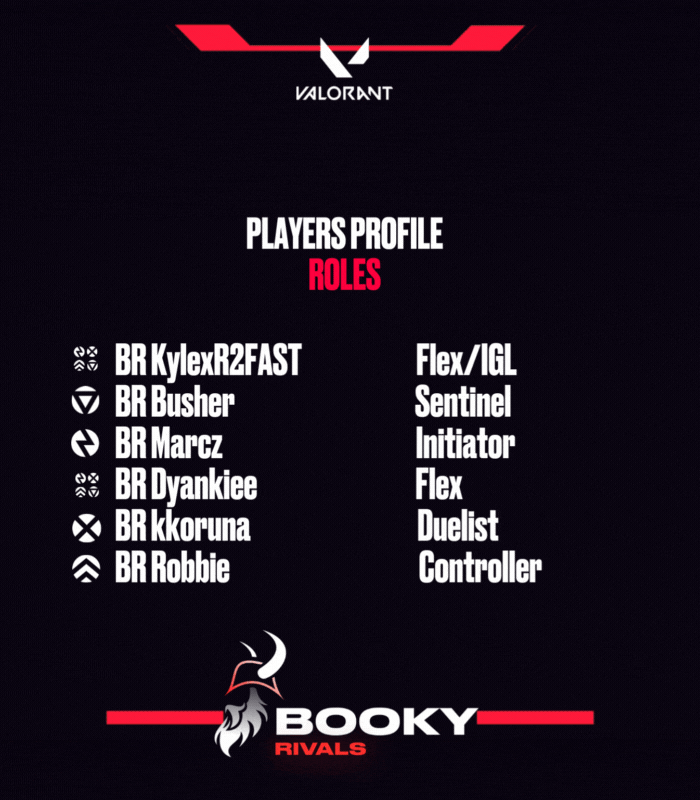 VALORANT
PLAYERS PROFILE
ROLES
BR KylexR2FAST Flex/IGL
BR Busher Sentinel
BR Marcz Initiator
BR Dyankiee Flex
BR kkoruna Duelist
BR Robbie Controller
BOOKY
RIVALS